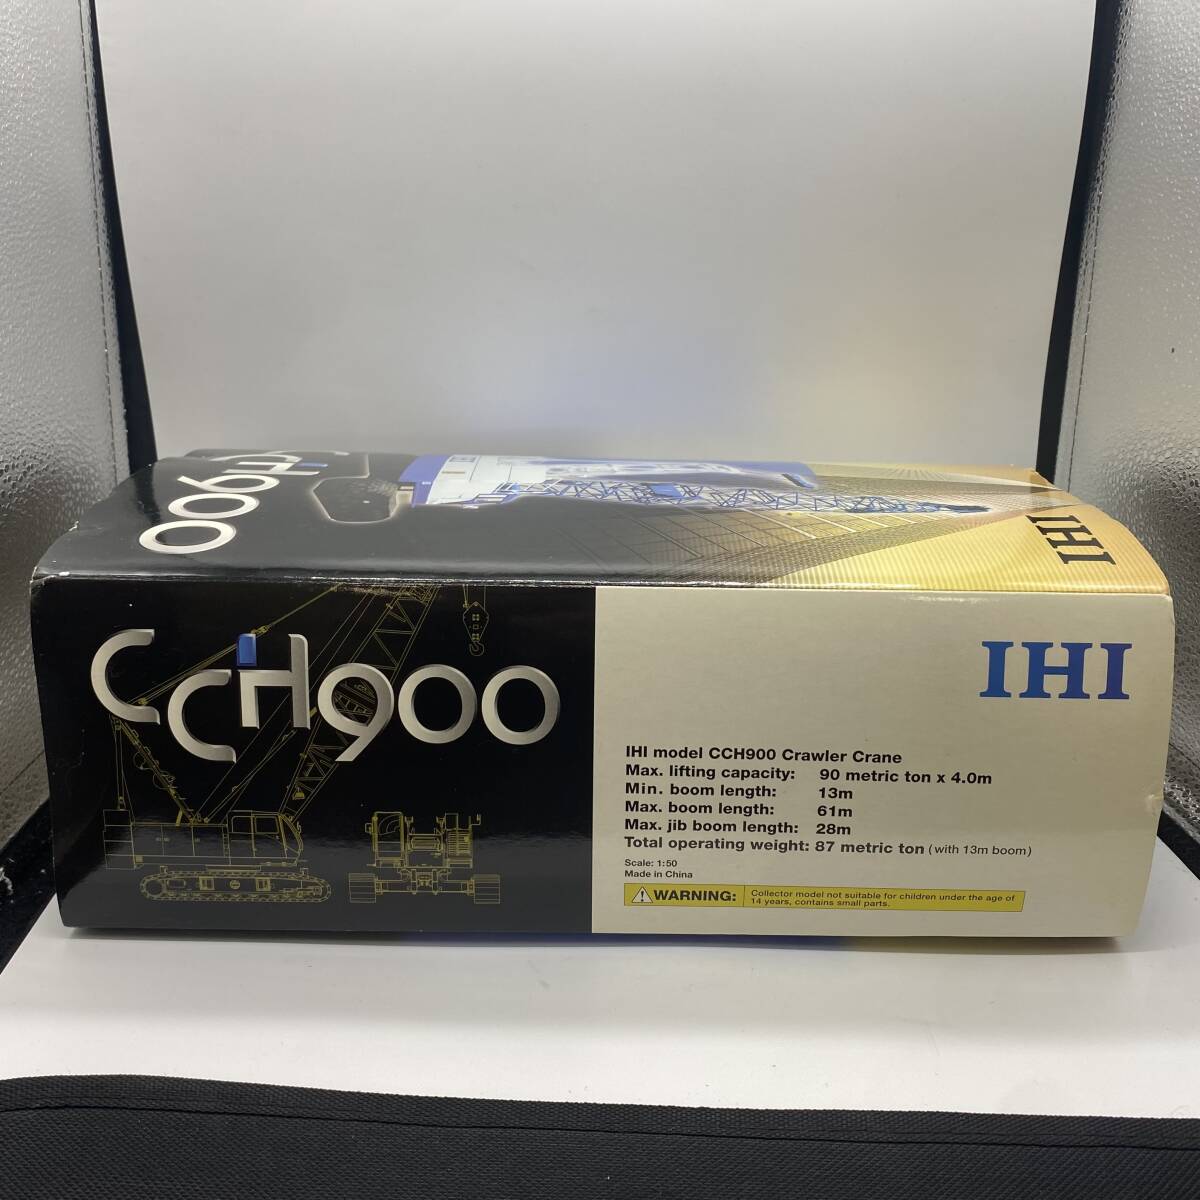 CCH900
IHI
CCH900
IHI
IHI model CCH900 Crawler Crane
Max. lifting capacity: 90 metric ton x 4.0m
Min. boom length: 13m
Max. boom length: 61m
Max. jib boom length: 28m
Total operating weight: 87 metric ton (with 13m boom)
Scale: 1:50
Made in China
WARNING: Collector model not suitable for children under the age of
14 years, contains small parts.